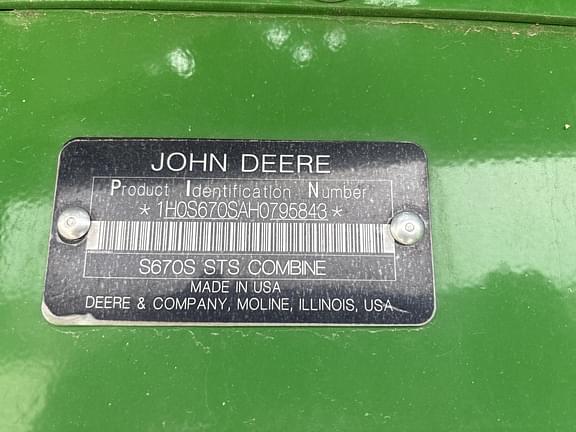 JOHN DEERE
Product Identification Number
* 1H0S670SAH0795843 *
S670S STS COMBINE
MADE IN USA
DEERE & COMPANY, MOLINE, ILLINOIS, USA